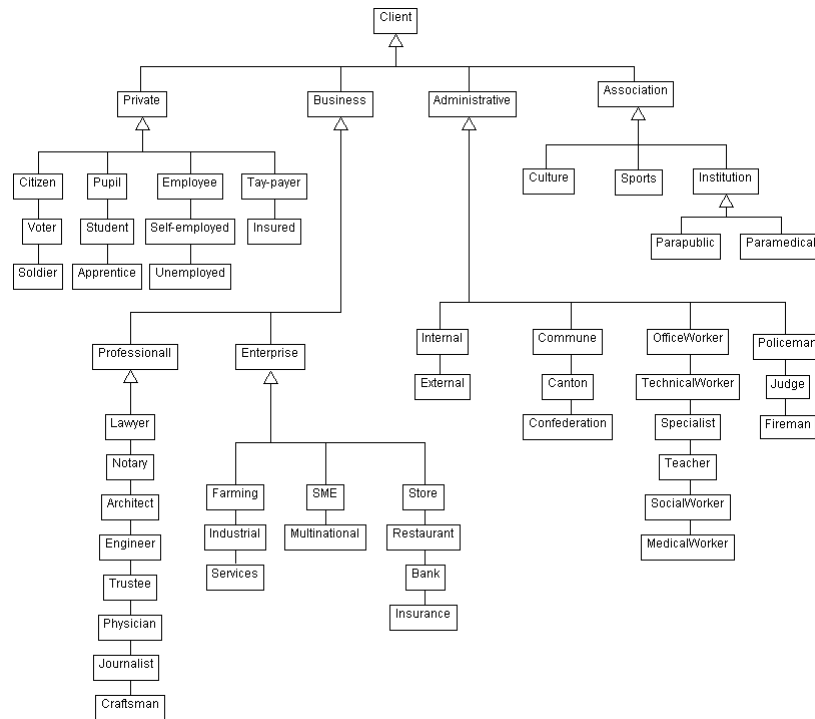 Client
Private
Business
Administrative
Association
Citizen
Pupil
Employee
Tay-payer
Culture
Sports
Institution
Voter
Student
Self-employed
Insured
Parapublic
Paramedical
Soldier
Apprentice
Unemployed
Professionall
Enterprise
Internal
Commune
OfficeWorker
Policeman
External
Canton
TechnicalWorker
Judge
Lawyer
Confederation
Specialist
Fireman
Notary
Teacher
Farming
SME
Store
Architect
SocialWorker
Industrial
Multinational
Restaurant
Engineer
MedicalWorker
Services
Bank
Trustee
Insurance
Physician
Journalist
Craftsman